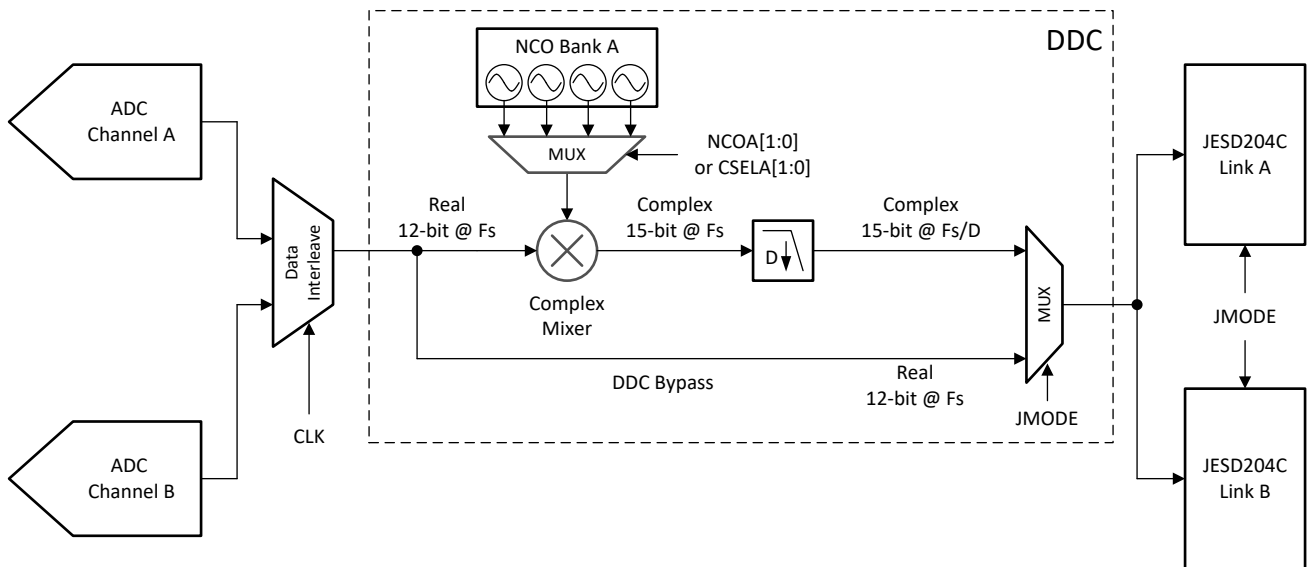 DDC
NCO Bank A
ADC
Channel A
MUX
NCOA[1:0]
or CSELA[1:0]
JESD204C
Link A
Real
12-bit @ Fs
Complex
15-bit @ Fs
Complex
15-bit @ Fs/D
D
Data
Interleave
MUX
Complex
Mixer
JMODE
DDC Bypass
Real
12-bit @ Fs
JMODE
CLK
ADC
Channel B
JESD204C
Link B